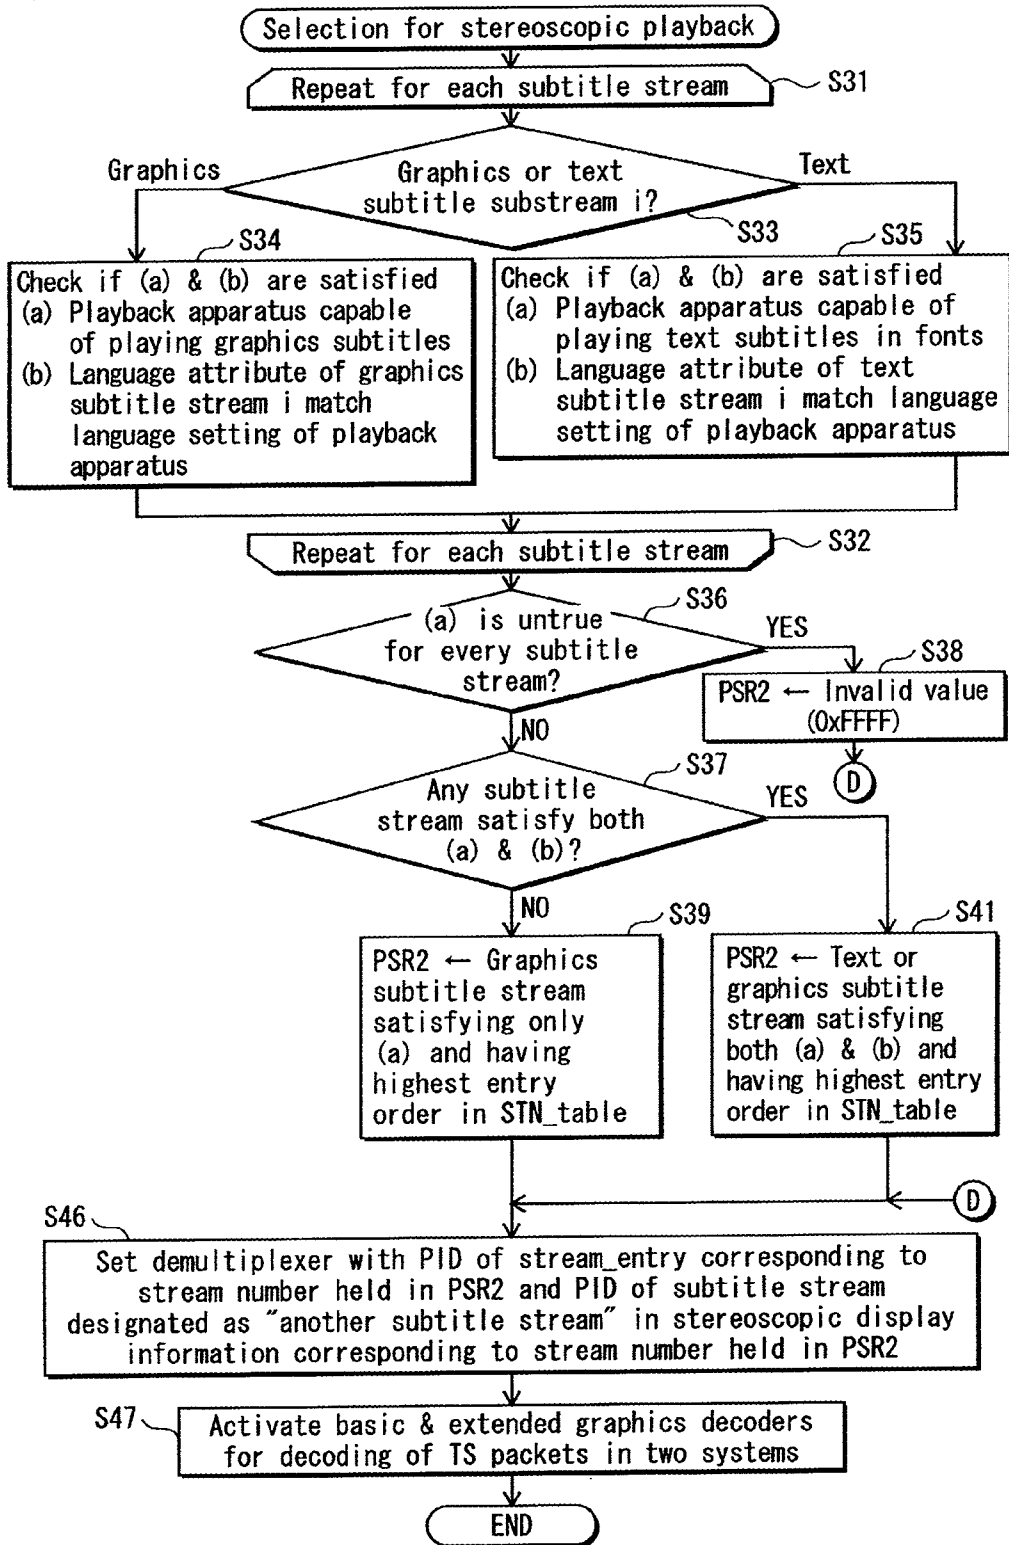 Selection for stereoscopic playback
Repeat for each subtitle stream
S31
Graphics
Text
Graphics or text
subtitle substream i?
S33
S34
Check if (a) & (b) are satisfied
(a) Playback apparatus capable
of playing graphics subtitles
(b) Language attribute of graphics
subtitle stream i match
language setting of playback
apparatus
S35
Check if (a) & (b) are satisfied
(a) Playback apparatus capable of
playing text subtitles in fonts
(b) Language attribute of text
subtitle stream i match language
setting of playback apparatus
Repeat for each subtitle stream
S32
S36
(a) is untrue
for every subtitle
stream?
YES
NO
S38
PSR2 ← Invalid value
(0xFFFF)
D
S37
Any subtitle
stream satisfy both
(a) & (b)?
YES
NO
S39
PSR2 ← Graphics
subtitle stream
satisfying only
(a) and having
highest entry
order in STN_table
S41
PSR2 ← Text or
graphics subtitle
stream satisfying
both (a) & (b) and
having highest entry
order in STN_table
D
S46
Set demultiplexer with PID of stream_entry corresponding to
stream number held in PSR2 and PID of subtitle stream
designated as "another subtitle stream" in stereoscopic display
information corresponding to stream number held in PSR2
S47
Activate basic & extended graphics decoders
for decoding of TS packets in two systems
END